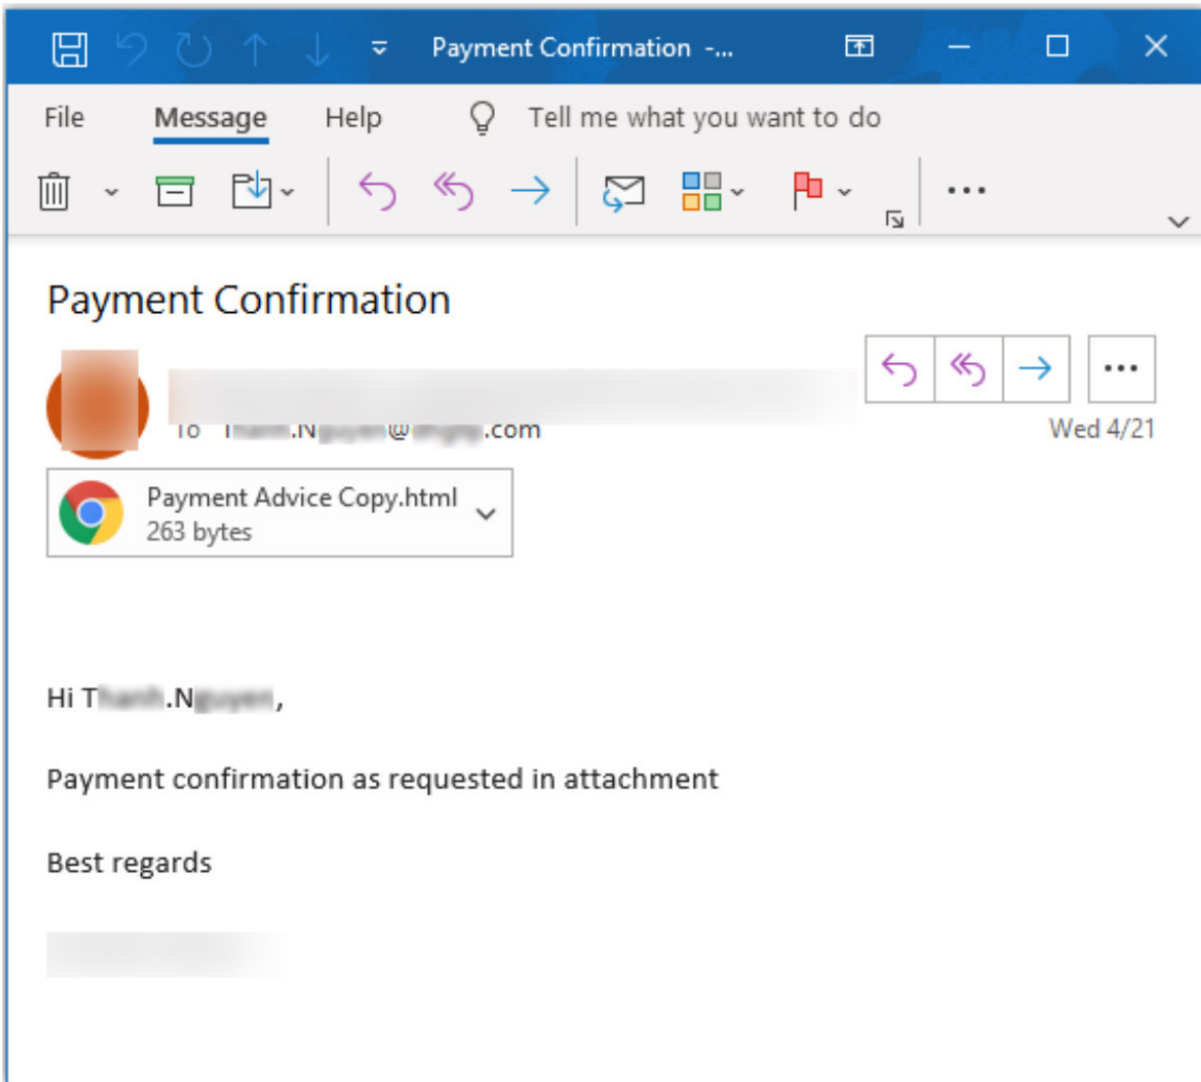 Payment Confirmation -...
File Message Help Tell me what you want to do
Payment Confirmation
To .com
Wed 4/21
Payment Advice Copy.html
263 bytes
Hi
Payment confirmation as requested in attachment
Best regards